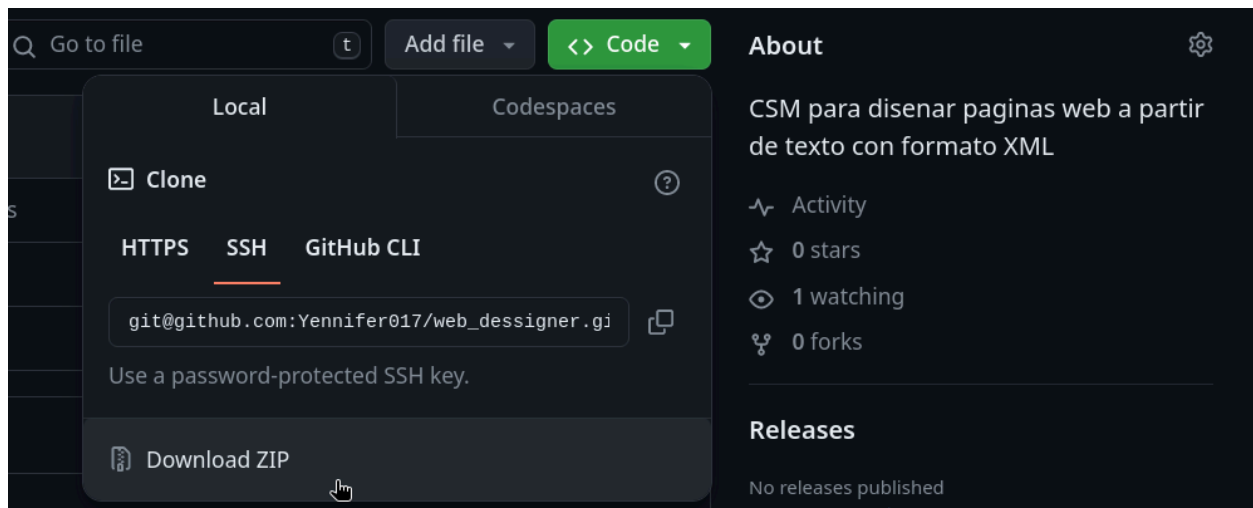 Go to file
t
Add file
Code
About
Local
Codespaces
CSM para disenar paginas web a partir
de texto con formato XML
Clone
Activity
s
HTTPS
SSH
GitHub CLI
0 stars
1 watching
git@github.com:Yennifer017/web_dessigner.gi
0 forks
Use a password-protected SSH key.
Releases
Download ZIP
No releases published